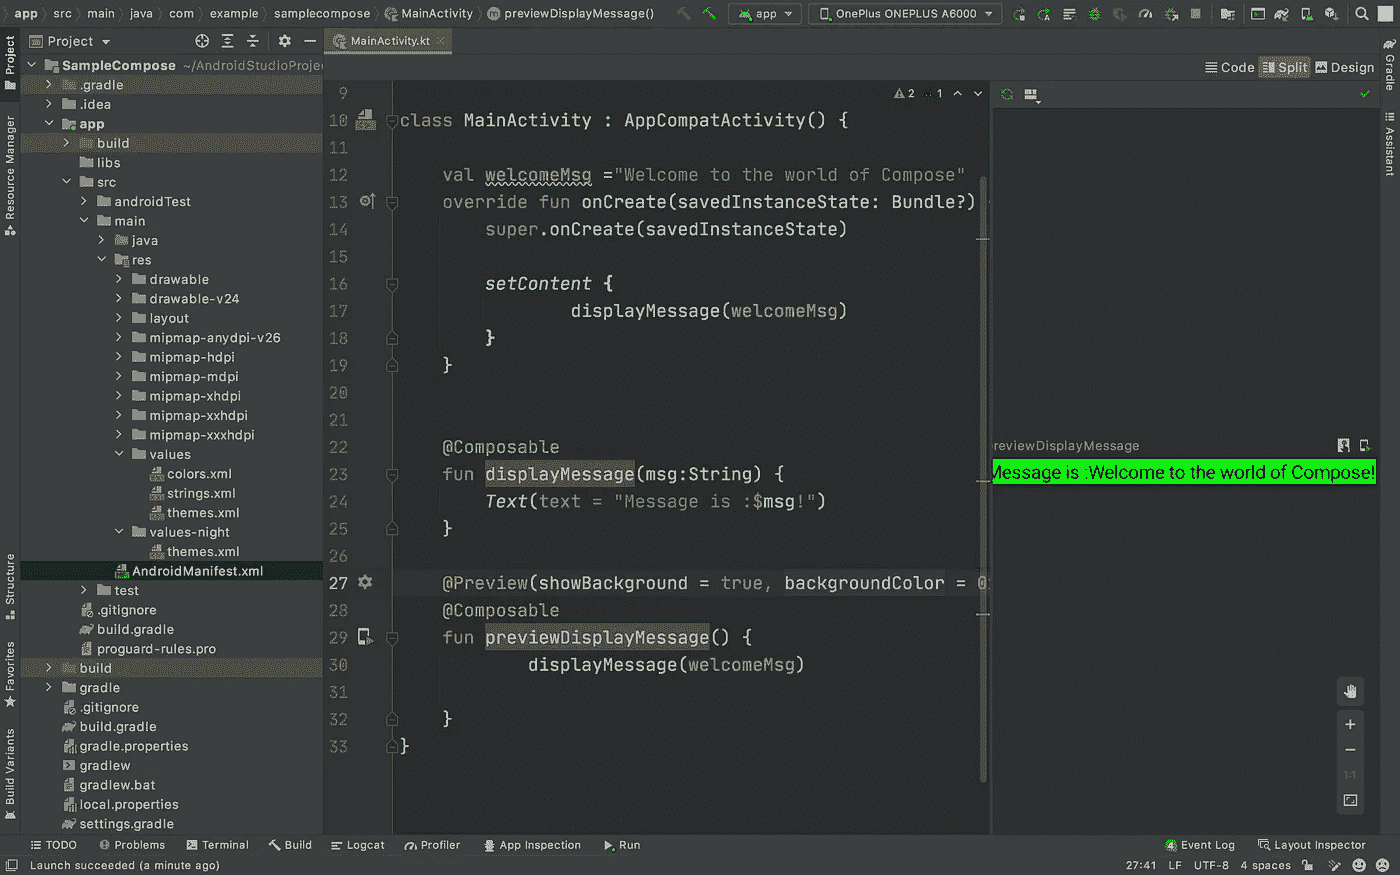 app
src
main
java
com
example
samplecompose
MainActivity
previewDisplayMessage()
app
OnePlus ONEPLUS A6000
Project
MainActivity.kt
SampleCompose ~/AndroidStudioProje
.gradle
.idea
app
build
libs
src
androidTest
main
java
res
drawable
drawable-v24
layout
mipmap-anydpi-v26
mipmap-hdpi
mipmap-mdpi
mipmap-xhdpi
mipmap-xxhdpi
mipmap-xxxhdpi
values
colors.xml
strings.xml
themes.xml
values-night
themes.xml
AndroidManifest.xml
test
.gitignore
build.gradle
proguard-rules.pro
build
gradle
.gitignore
build.gradle
gradle.properties
gradlew
gradlew.bat
local.properties
settings.gradle
Project
Resource Manager
Structure
Favorites
Build Variants
Code
Split
Design
2
1
9
10 class MainActivity : AppCompatActivity() {
11
12 val welcomeMsg ="Welcome to the world of Compose"
13 override fun onCreate(savedInstanceState: Bundle?)
14 super.onCreate(savedInstanceState)
15
16 setContent {
17 displayMessage(welcomeMsg)
18 }
19 }
20
21
22 @Composable
23 fun displayMessage(msg:String) {
24 Text(text = "Message is :$msg!")
25 }
26
27 @Preview(showBackground = true, backgroundColor = 0
28 @Composable
29 fun previewDisplayMessage() {
30 displayMessage(welcomeMsg)
31
32 }
33 }
reviewDisplayMessage
Message is :Welcome to the world of Compose!
1:1
Gradle
Assistant
TODO
Problems
Terminal
Build
Logcat
Profiler
App Inspection
Run
Event Log
Layout Inspector
Launch succeeded (a minute ago)
27:41
LF
UTF-8
4 spaces